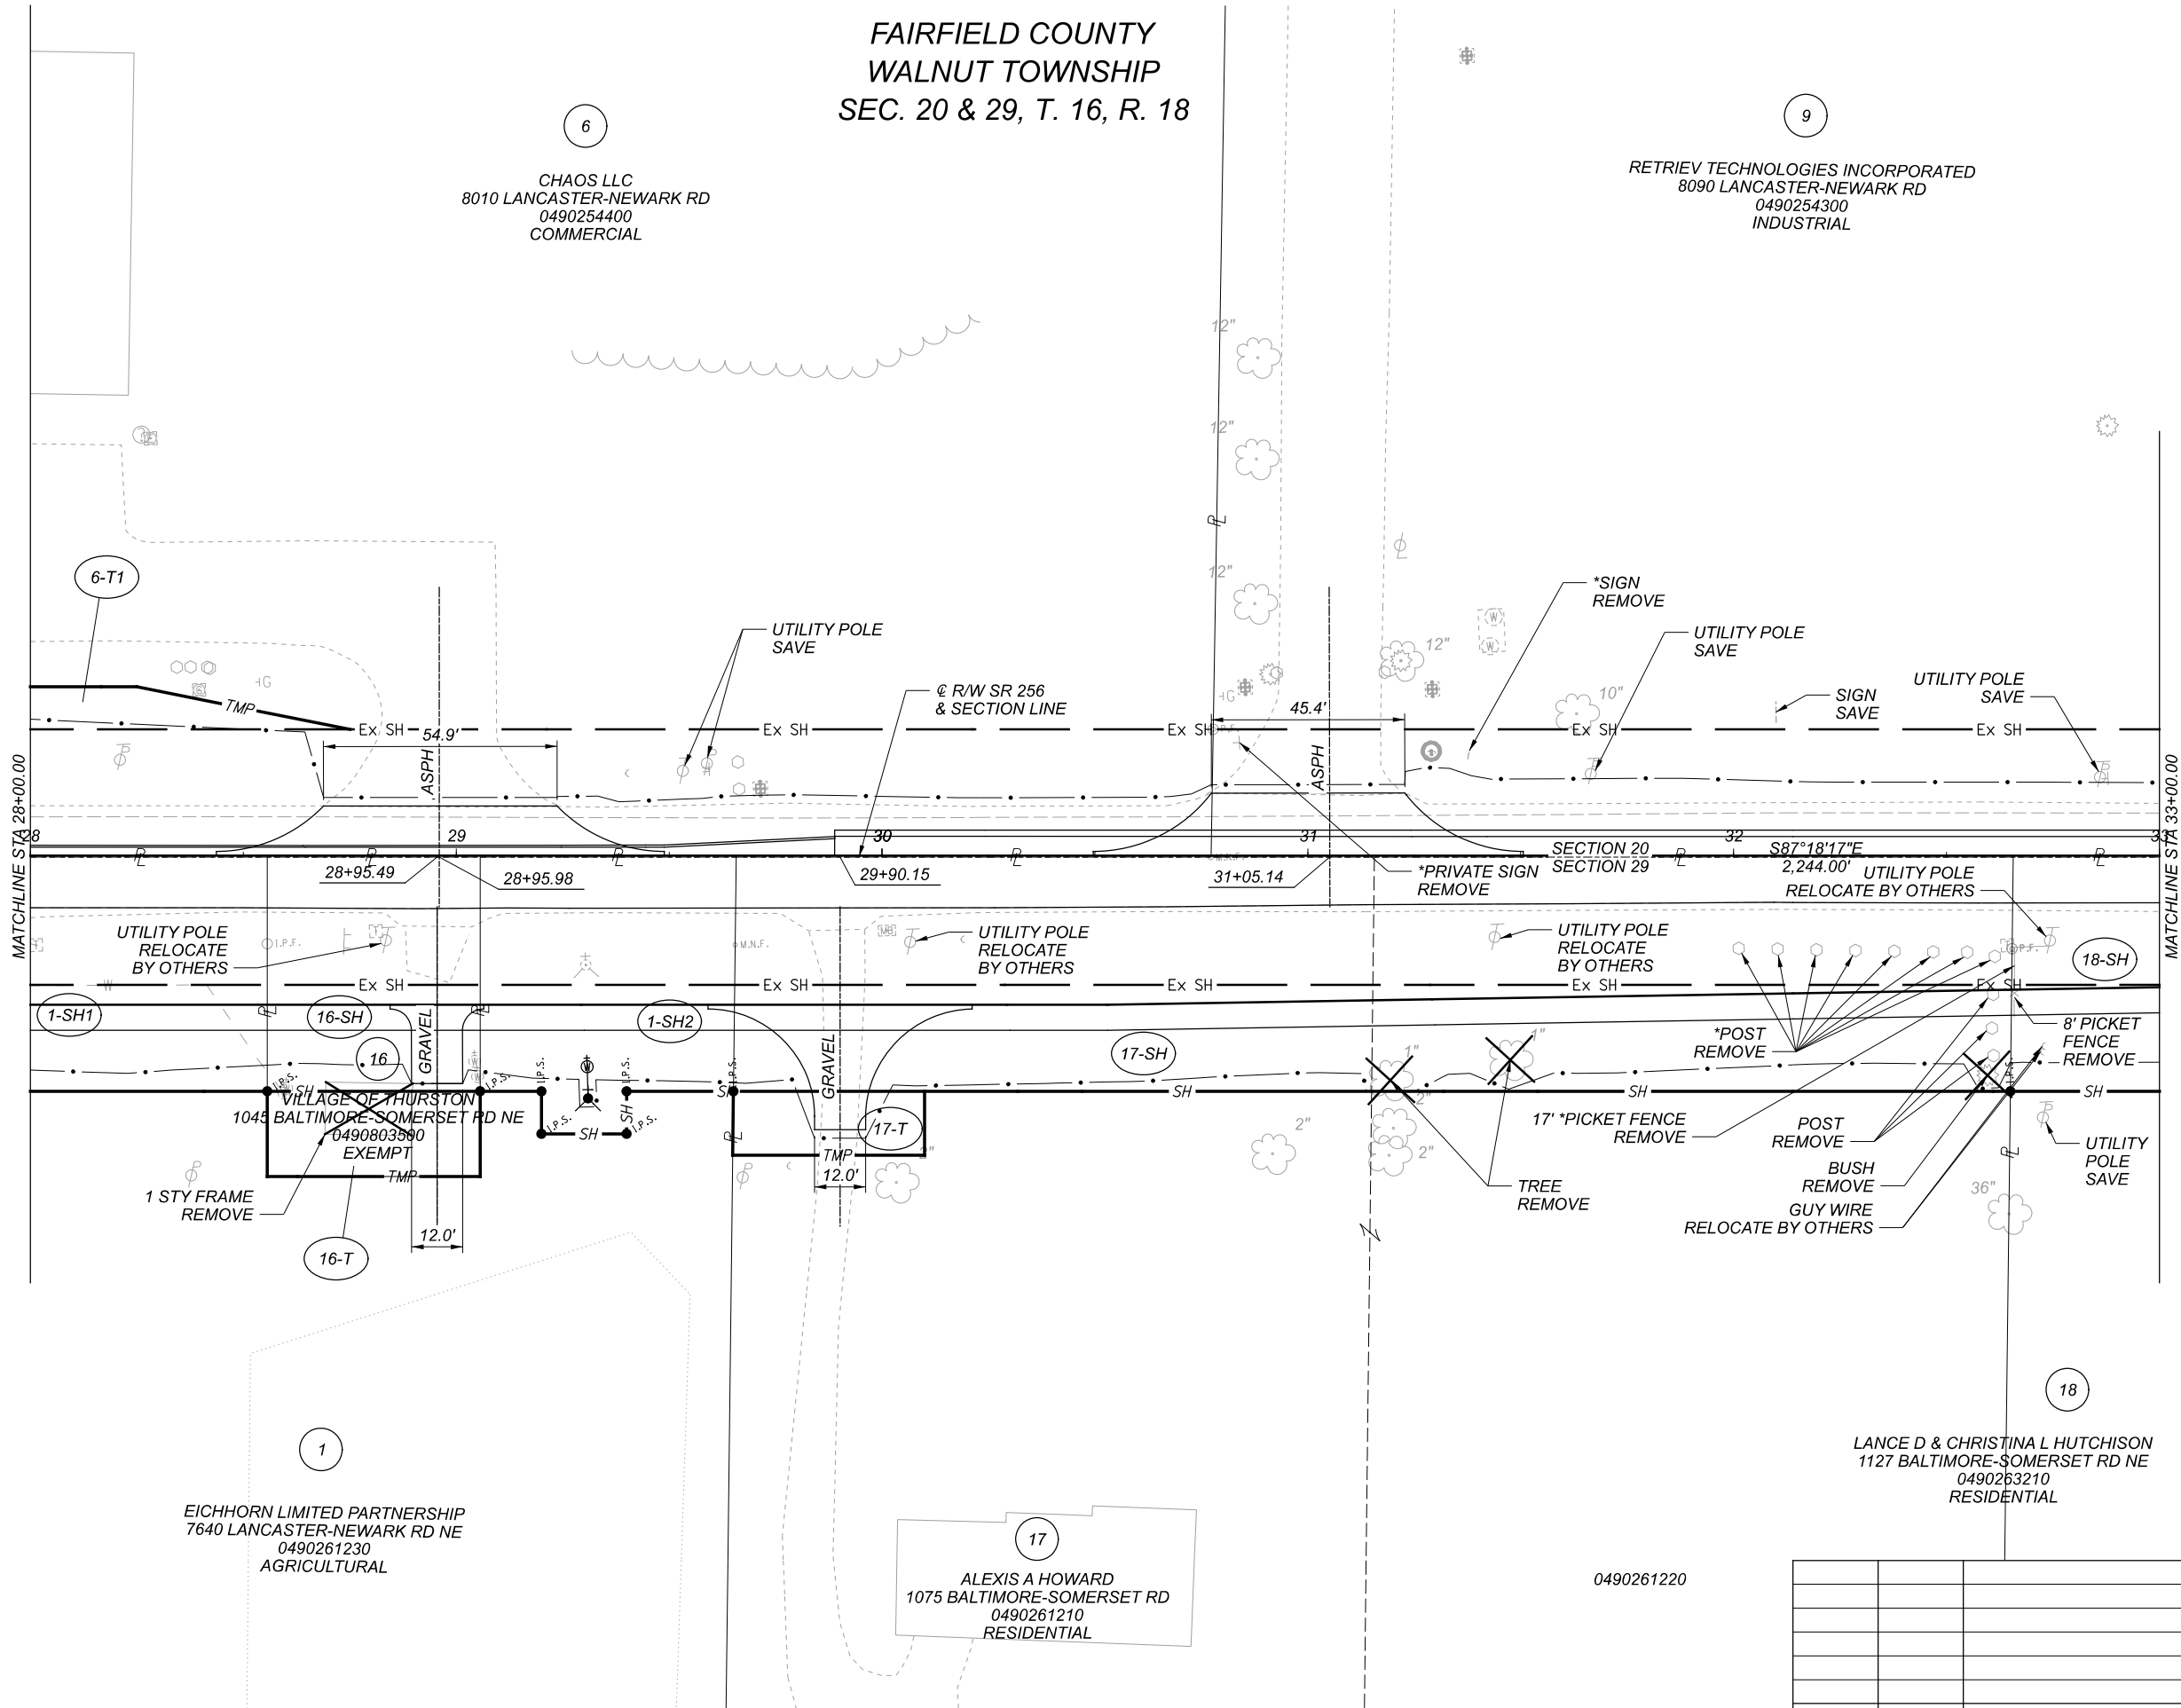 FAIRFIELD COUNTY
WALNUT TOWNSHIP
SEC. 20 & 29, T. 16, R. 18
6
CHAOS LLC
8010 LANCASTER-NEWARK RD
0490254400
COMMERCIAL
9
RETRIEV TECHNOLOGIES INCORPORATED
8090 LANCASTER-NEWARK RD
0490254300
INDUSTRIAL
12"
12"
12"
12"
10"
6-T1
TMP
G
G
*SIGN
REMOVE
UTILITY POLE
SAVE
UTILITY POLE
SAVE
UTILITY POLE
SAVE
SIGN
SAVE
℄ R/W SR 256
& SECTION LINE
W
W
Ex SH
Ex SH
Ex SH
Ex SH
Ex SH
54.9'
45.4'
ASPH
ASPH
MATCHLINE STA 28+00.00
MATCHLINE STA 33+00.00
28
29
30
31
32
33
28+95.49
28+95.98
29+90.15
31+05.14
*PRIVATE SIGN
REMOVE
SECTION 20
SECTION 29
S87°18'17"E
2,244.00'
UTILITY POLE
RELOCATE BY OTHERS
UTILITY POLE
RELOCATE
BY OTHERS
I.P.F.
M.N.F.
UTILITY POLE
RELOCATE
BY OTHERS
UTILITY POLE
RELOCATE
BY OTHERS
18-SH
W
Ex SH
Ex SH
Ex SH
Ex SH
Ex SH
1-SH1
16-SH
1-SH2
17-SH
16
GRAVEL
GRAVEL
*POST
REMOVE
8' PICKET
FENCE
REMOVE
I.P.S.
I.P.S.
I.P.S.
I.P.S.
I.P.S.
I.P.S.
I.P.S.
I.P.S.
SH
SH
SH
SH
SH
SH
SH
VILLAGE OF THURSTON
1045 BALTIMORE-SOMERSET RD NE
0490803500
EXEMPT
TMP
1"
1"
2"
2"
2"
2"
36"
17-T
TMP
12.0'
12.0'
1 STY FRAME
REMOVE
16-T
17' *PICKET FENCE
REMOVE
POST
REMOVE
BUSH
REMOVE
GUY WIRE
RELOCATE BY OTHERS
UTILITY
POLE
SAVE
TREE
REMOVE
1
EICHHORN LIMITED PARTNERSHIP
7640 LANCASTER-NEWARK RD NE
0490261230
AGRICULTURAL
17
ALEXIS A HOWARD
1075 BALTIMORE-SOMERSET RD
0490261210
RESIDENTIAL
0490261220
18
LANCE D & CHRISTINA L HUTCHISON
1127 BALTIMORE-SOMERSET RD NE
0490263210
RESIDENTIAL